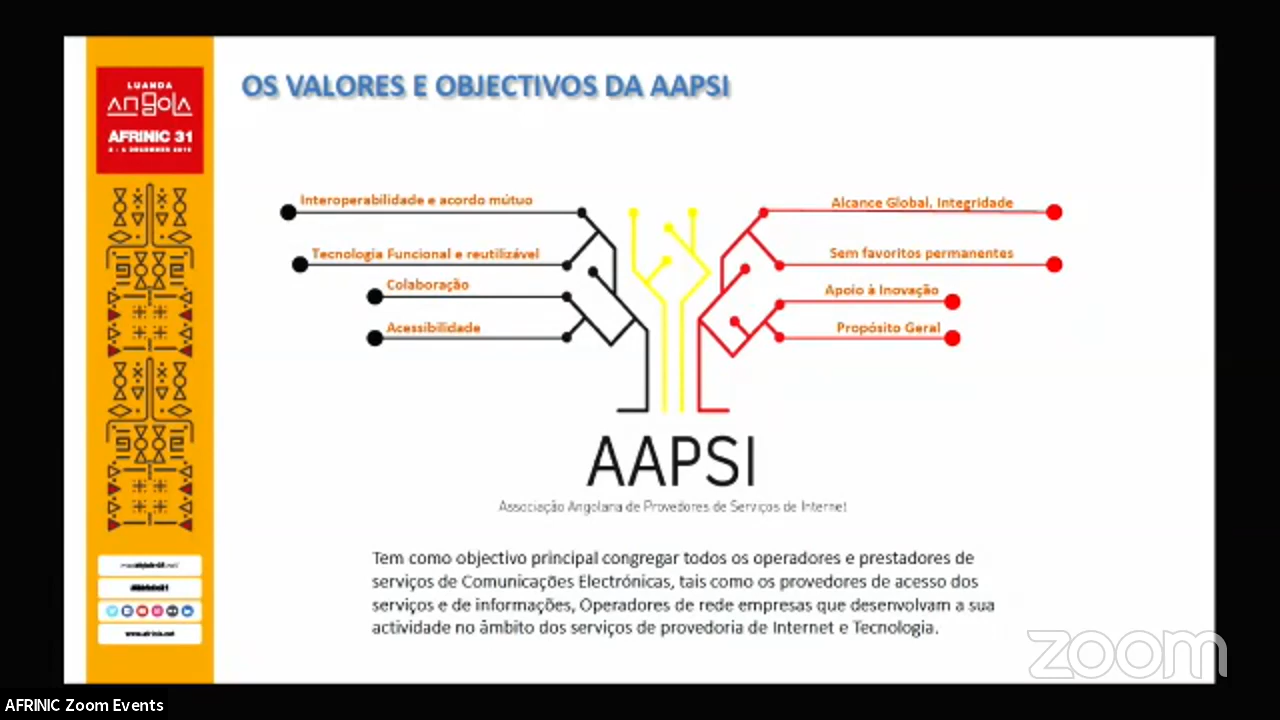 OS VALORES E OBJECTIVOS DA AAPSI
LUANDA
angola
AFRINIC 31
Interoperabilidade e acordo mútuo
Tecnologia Funcional e reutilizável
Colaboração
Acessibilidade
Alcance Global, Integridade
Sem favoritos permanentes
Apoio à Inovação
Propósito Geral
AAPSI
Associação Angolana de Provedores de Serviços de Internet
Tem como objectivo principal congregar todos os operadores e prestadores de
serviços de Comunicações Electrónicas, tais como os provedores de acesso dos
serviços e de informações, Operadores de rede empresas que desenvolvam a sua
actividade no âmbito dos serviços de provedoria de Internet e Tecnologia.
www.afrinic.net
zoom
AFRINIC Zoom Events